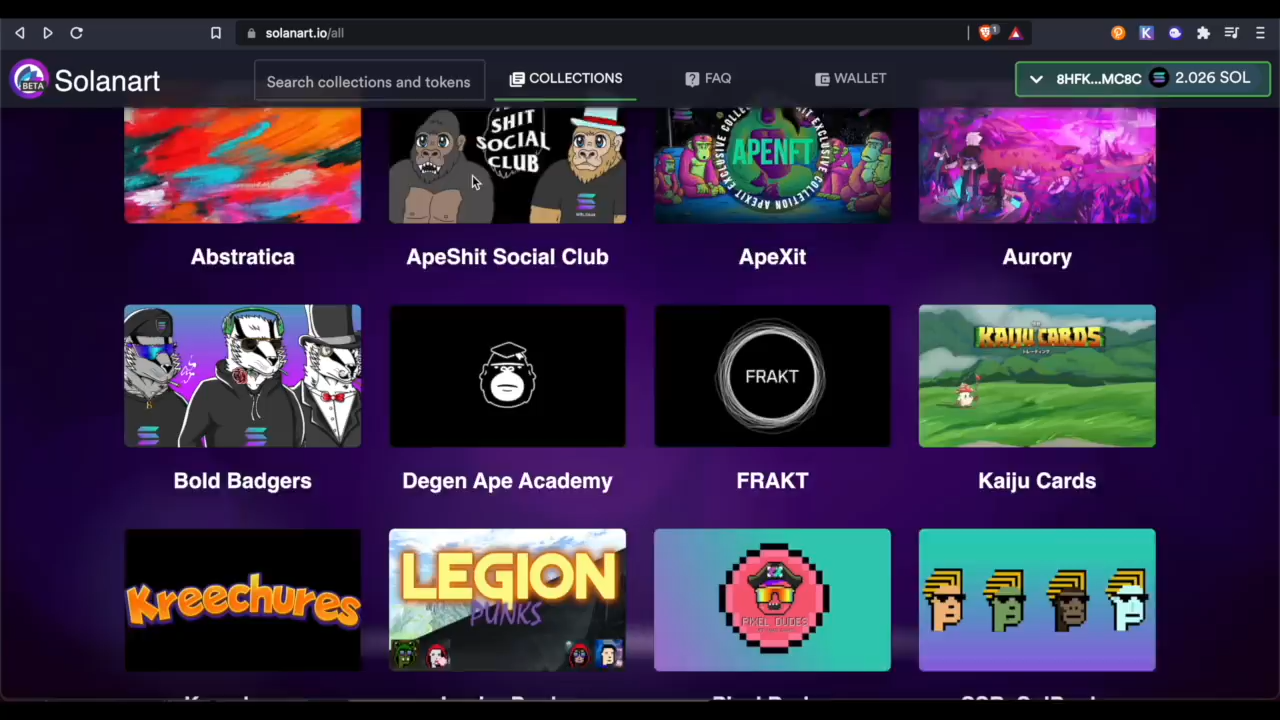 solanart.io/all
1
K
BETA
Solanart
Search collections and tokens
COLLECTIONS
FAQ
WALLET
8HFK...MC8C
2.026 SOL
SHIT
SOCIAL
CLUB
APENFT
Abstratica
ApeShit Social Club
ApeXit
Aurory
FRAKT
KAIJU CARDS
Bold Badgers
Degen Ape Academy
FRAKT
Kaiju Cards
Kreechures
LEGION
PUNKS
PIXEL DUDES